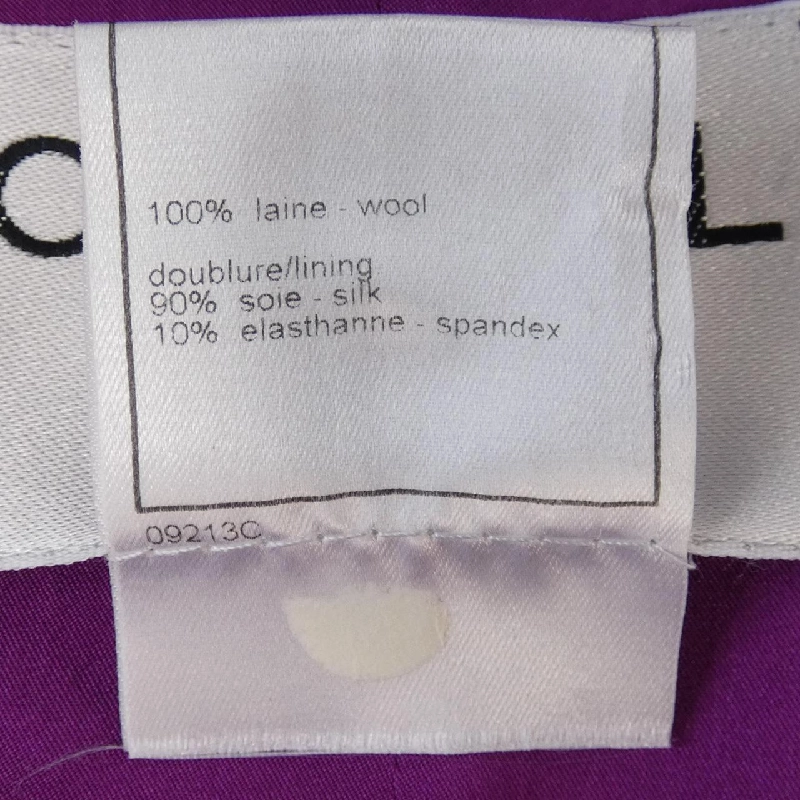 C L
100% laine - wool
doublure/lining
90% soie - silk
10% elasthanne - spandex
09213C